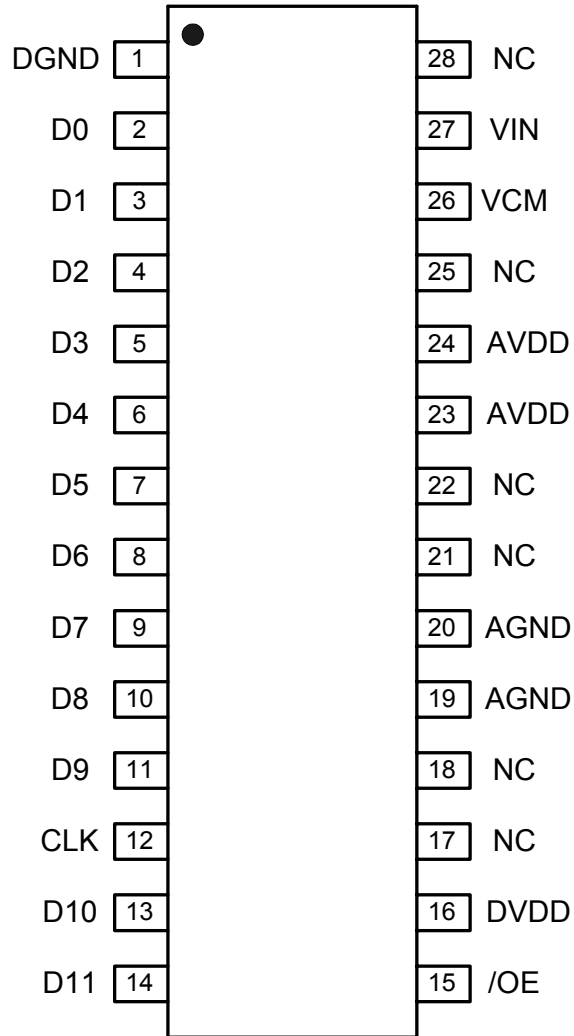 DGND 1 28 NC
D0 2 27 VIN
D1 3 26 VCM
D2 4 25 NC
D3 5 24 AVDD
D4 6 23 AVDD
D5 7 22 NC
D6 8 21 NC
D7 9 20 AGND
D8 10 19 AGND
D9 11 18 NC
CLK 12 17 NC
D10 13 16 DVDD
D11 14 15 /OE